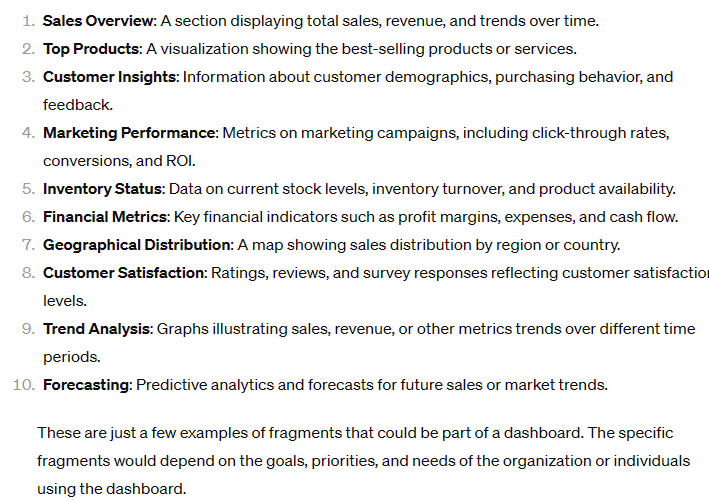 1. Sales Overview: A section displaying total sales, revenue, and trends over time.
2. Top Products: A visualization showing the best-selling products or services.
3. Customer Insights: Information about customer demographics, purchasing behavior, and
feedback.
4. Marketing Performance: Metrics on marketing campaigns, including click-through rates,
conversions, and ROI.
5. Inventory Status: Data on current stock levels, inventory turnover, and product availability.
6. Financial Metrics: Key financial indicators such as profit margins, expenses, and cash flow.
7. Geographical Distribution: A map showing sales distribution by region or country.
8. Customer Satisfaction: Ratings, reviews, and survey responses reflecting customer satisfaction
levels.
9. Trend Analysis: Graphs illustrating sales, revenue, or other metrics trends over different time
periods.
10. Forecasting: Predictive analytics and forecasts for future sales or market trends.
These are just a few examples of fragments that could be part of a dashboard. The specific
fragments would depend on the goals, priorities, and needs of the organization or individuals
using the dashboard.